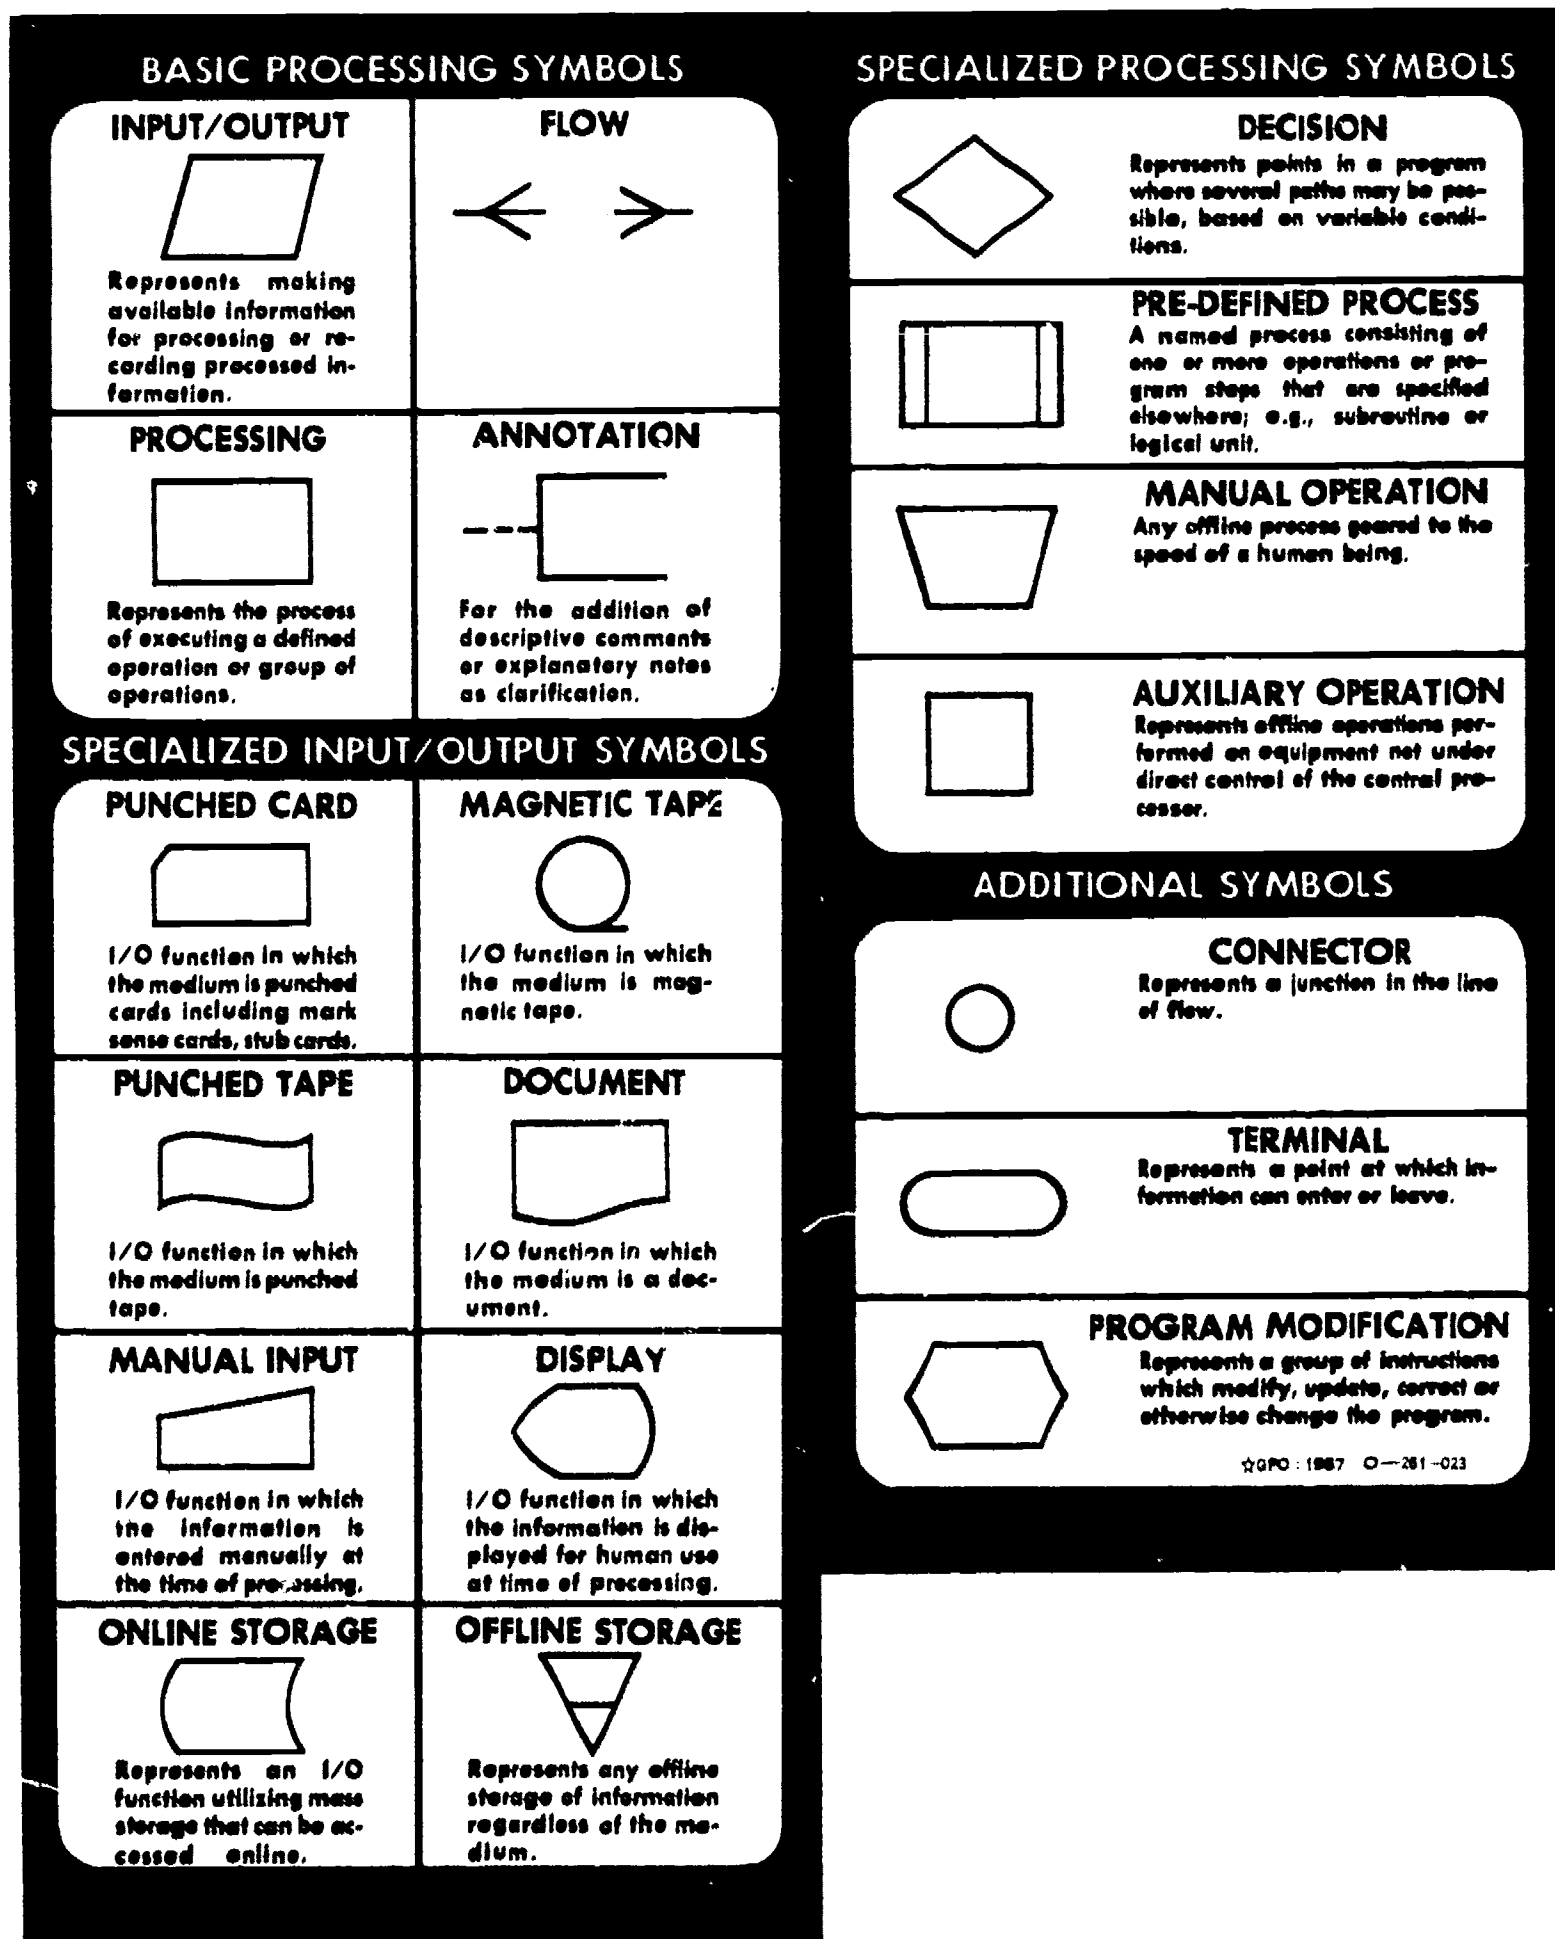 BASIC PROCESSING SYMBOLS
INPUT/OUTPUT
Represents making
available information
for processing or re-
cording processed in-
formation.
FLOW
PROCESSING
Represents the process
of executing a defined
operation or group of
operations.
ANNOTATION
For the addition of
descriptive comments
or explanatory notes
as clarification.
SPECIALIZED INPUT/OUTPUT SYMBOLS
PUNCHED CARD
I/O function in which
the medium is punched
cards including mark
sense cards, stub cards.
MAGNETIC TAPE
I/O function in which
the medium is mag-
netic tape.
PUNCHED TAPE
I/O function in which
the medium is punched
tape.
DOCUMENT
I/O function in which
the medium is a doc-
ument.
MANUAL INPUT
I/O function in which
the information is
entered manually at
the time of processing.
DISPLAY
I/O function in which
the information is dis-
played for human use
at time of processing.
ONLINE STORAGE
Represents an I/O
function utilizing mass
storage that can be ac-
cessed online.
OFFLINE STORAGE
Represents any offline
storage of information
regardless of the me-
dium.
SPECIALIZED PROCESSING SYMBOLS
DECISION
Represents points in a program
where several paths may be pos-
sible, based on variable condi-
tions.
PRE-DEFINED PROCESS
A named process consisting of
one or more operations or pro-
gram steps that are specified
elsewhere; e.g., subroutine or
logical unit.
MANUAL OPERATION
Any offline process geared to the
speed of a human being.
AUXILIARY OPERATION
Represents offline operations per-
formed on equipment not under
direct control of the central pro-
cessor.
ADDITIONAL SYMBOLS
CONNECTOR
Represents a junction in the line
of flow.
TERMINAL
Represents a point at which in-
formation can enter or leave.
PROGRAM MODIFICATION
Represents a group of instructions
which modify, update, correct or
otherwise change the program.
☆GPO : 1967 O—261-023